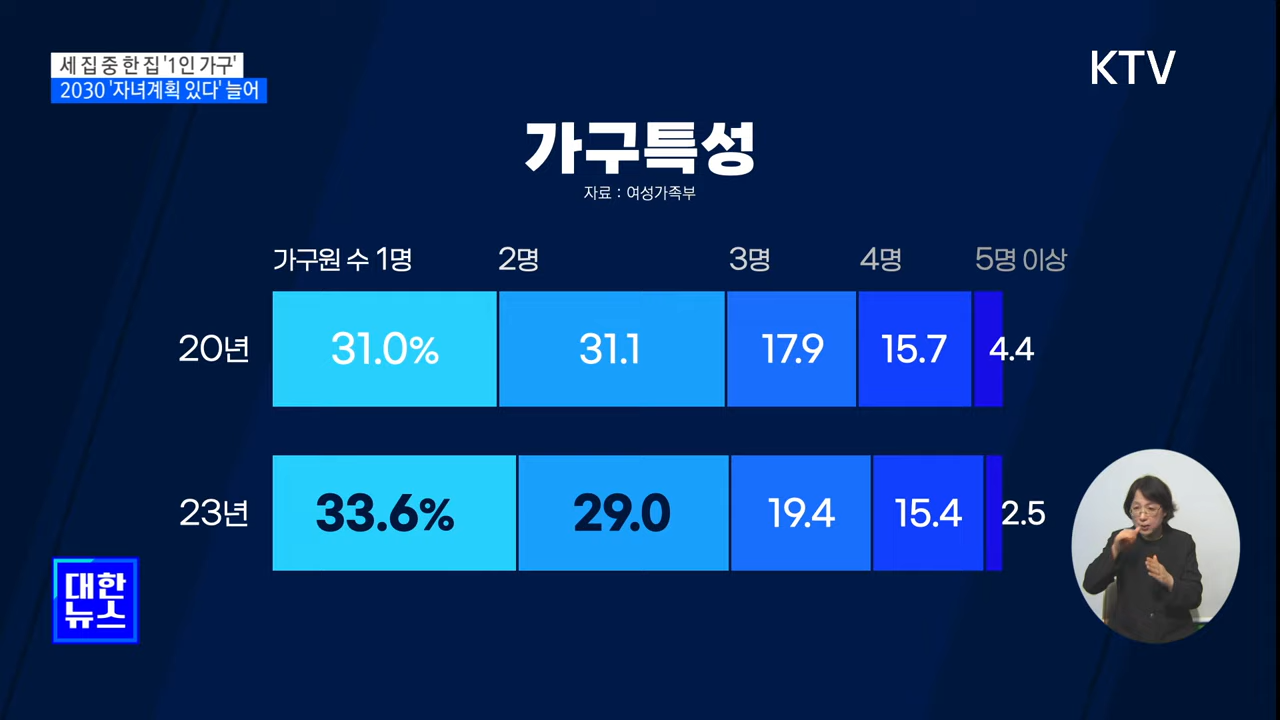 세 집 중 한 집 '1인 가구'
2030 '자녀계획 있다' 늘어
KTV
가구특성
자료 : 여성가족부
가구원 수 1명 2명 3명 4명 5명 이상
20년 31.0% 31.1 17.9 15.7 4.4
23년 33.6% 29.0 19.4 15.4 2.5
대한
뉴스